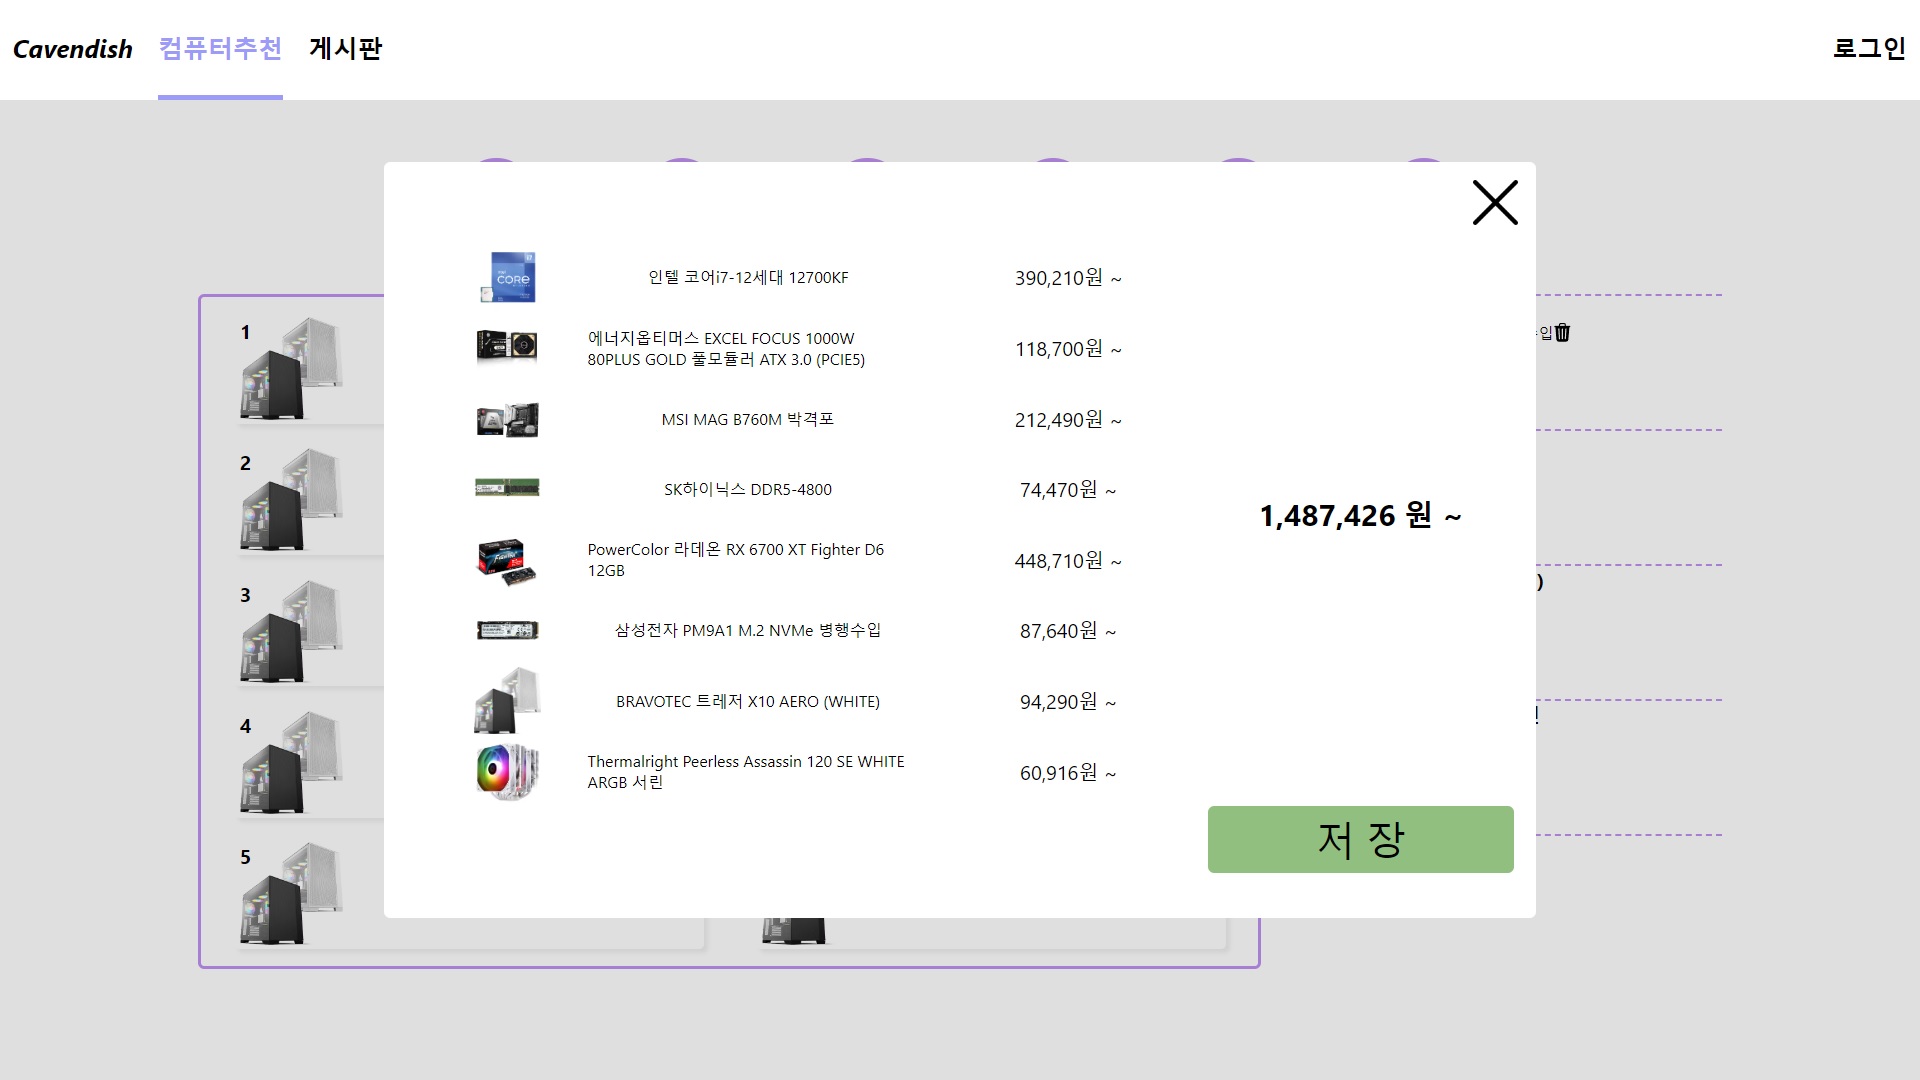 Cavendish 컴퓨터추천 게시판 로그인
인텔 코어i7-12세대 12700KF 390,210원 ~
에너지옵티머스 EXCEL FOCUS 1000W
80PLUS GOLD 풀모듈러 ATX 3.0 (PCIE5)
118,700원 ~
MSI MAG B760M 박격포 212,490원 ~
SK하이닉스 DDR5-4800 74,470원 ~
PowerColor 라데온 RX 6700 XT Fighter D6
12GB
448,710원 ~
삼성전자 PM9A1 M.2 NVMe 병행수입 87,640원 ~
BRAVOTEC 트레저 X10 AERO (WHITE) 94,290원 ~
Thermalright Peerless Assassin 120 SE WHITE
ARGB 서린
60,916원 ~
1,487,426 원 ~
저 장
1
2
3
4
5
입
)